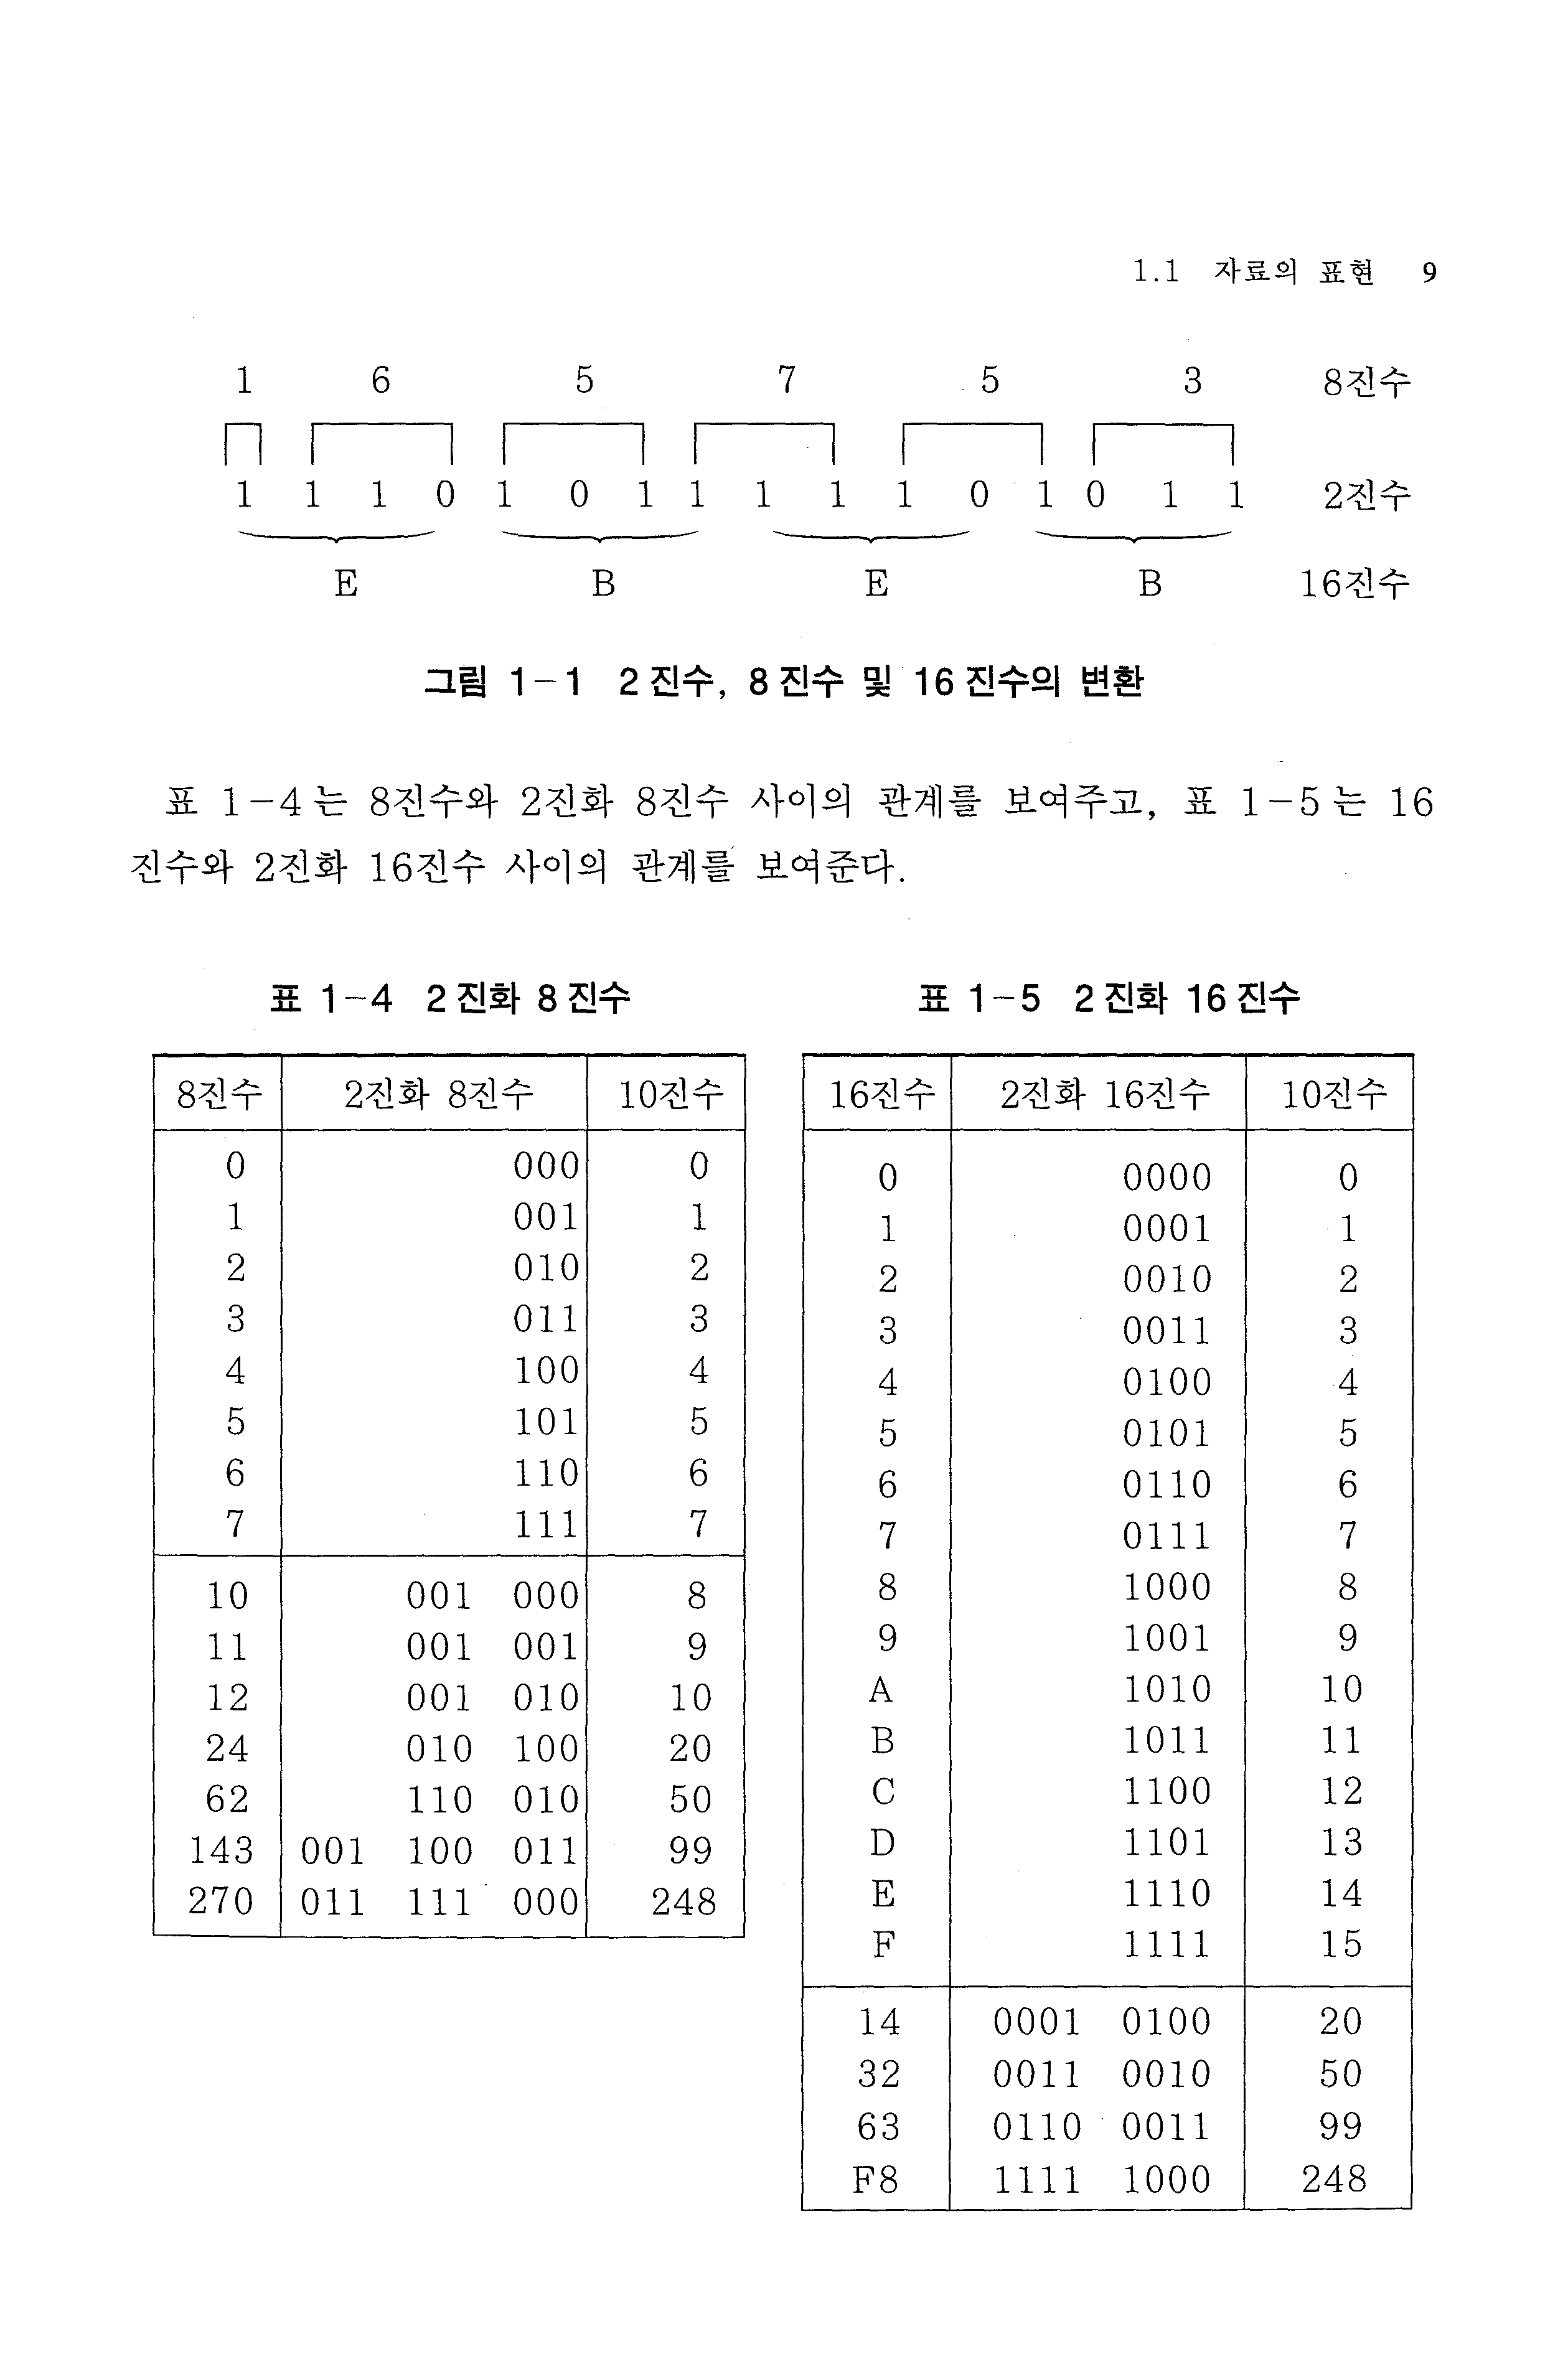 1.1 자료의 표현 9
1 6 5 7 5 3 8진수
1 1 1 0 1 0 1 1 1 1 1 0 1 0 1 1 2진수
E B E B 16진수
그림 1-1 2진수, 8진수 및 16진수의 변환
표 1-4는 8진수와 2진화 8진수 사이의 관계를 보여주고, 표 1-5는 16
진수와 2진화 16진수 사이의 관계를 보여준다.
표 1-4 2진화 8진수
8진수 2진화 8진수 10진수
0 000 0
1 001 1
2 010 2
3 011 3
4 100 4
5 101 5
6 110 6
7 111 7
10 001 000 8
11 001 001 9
12 001 010 10
24 010 100 20
62 110 010 50
143 001 100 011 99
270 011 111 000 248
표 1-5 2진화 16진수
16진수 2진화 16진수 10진수
0 0000 0
1 0001 1
2 0010 2
3 0011 3
4 0100 4
5 0101 5
6 0110 6
7 0111 7
8 1000 8
9 1001 9
A 1010 10
B 1011 11
C 1100 12
D 1101 13
E 1110 14
F 1111 15
14 0001 0100 20
32 0011 0010 50
63 0110 0011 99
F8 1111 1000 248